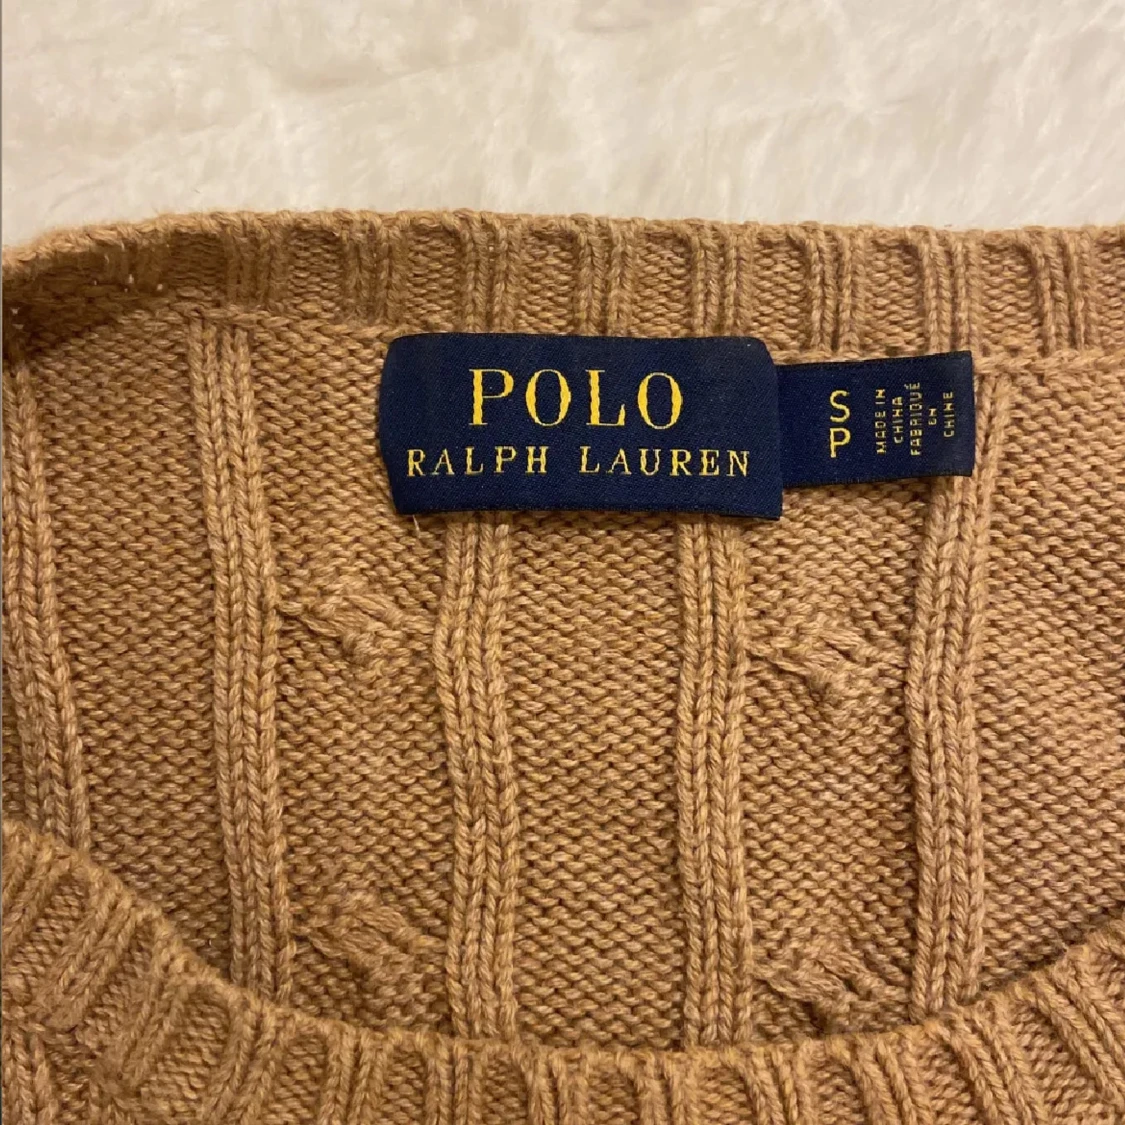 POLO
RALPH LAUREN
S
P
MADE IN
CHINA
FABRIQUÉ
EN
CHINE